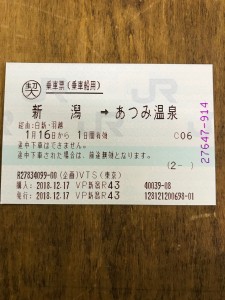 契 大 乗車票(乗車船用)
新潟 → あつみ温泉
経由:白新・羽越
1月16日から 1日間有効 C06
途中下車はできません。
途中下車された場合は、前途無効となります。
(2- )
R27834099-00 (企画)VTS(東京)
購入:2018.12.17 VP新潟R43 40039-08
発行:2018.12.17 VP新潟R43 128121200698-01
27647-914